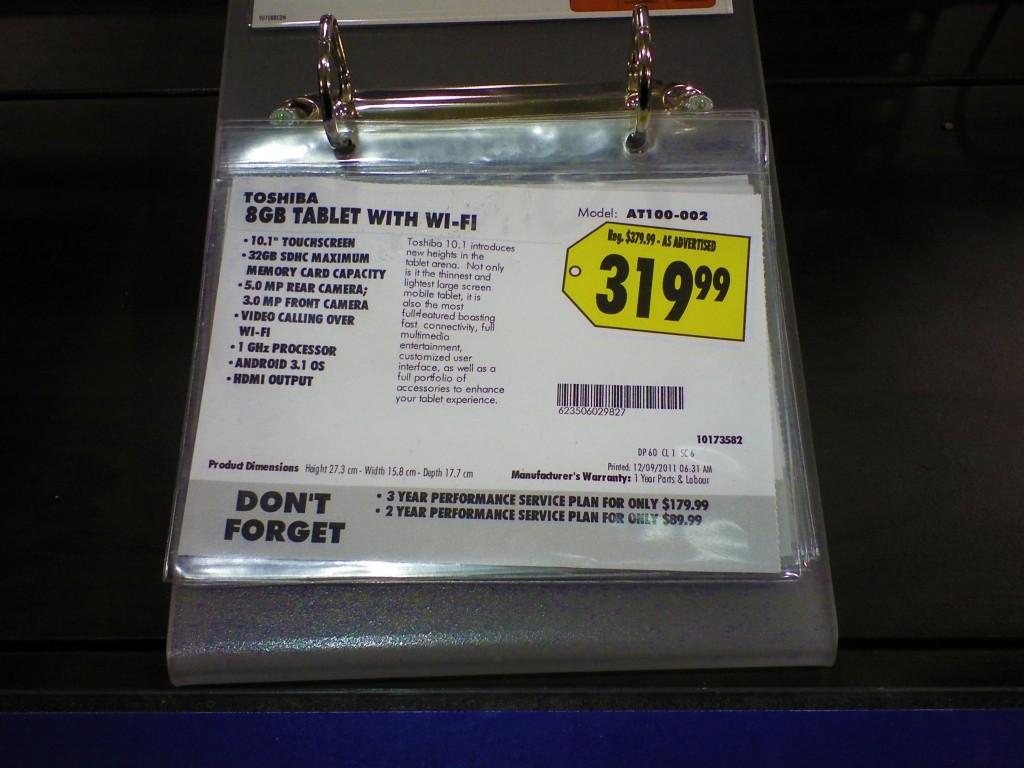 TOSHIBA
8GB TABLET WITH WI-FI
• 10.1" TOUCHSCREEN
• 32GB SDHC MAXIMUM
MEMORY CARD CAPACITY
• 5.0 MP REAR CAMERA;
3.0 MP FRONT CAMERA
• VIDEO CALLING OVER
WI-FI
• 1 GHz PROCESSOR
• ANDROID 3.1 OS
• HDMI OUTPUT
Toshiba 10.1 introduces
new heights in the
tablet arena. Not only
is it the thinnest and
lightest large screen
mobile tablet, it is
also the most
full-featured boasting
fast connectivity, full
multimedia
entertainment,
customized user
interface, as well as a
full portfolio of
accessories to enhance
your tablet experience.
Model: AT100-002
Reg. $379.99 - AS ADVERTISED
319.99
623506029827
10173582
DP 60 CL 1 SC 6
Printed: 12/09/2011 06:31 AM
Product Dimensions Height 27.3 cm - Width 15.8 cm - Depth 17.7 cm
Manufacturer's Warranty: 1 Year Parts & Labour
DON'T
FORGET
• 3 YEAR PERFORMANCE SERVICE PLAN FOR ONLY $179.99
• 2 YEAR PERFORMANCE SERVICE PLAN FOR ONLY $89.99